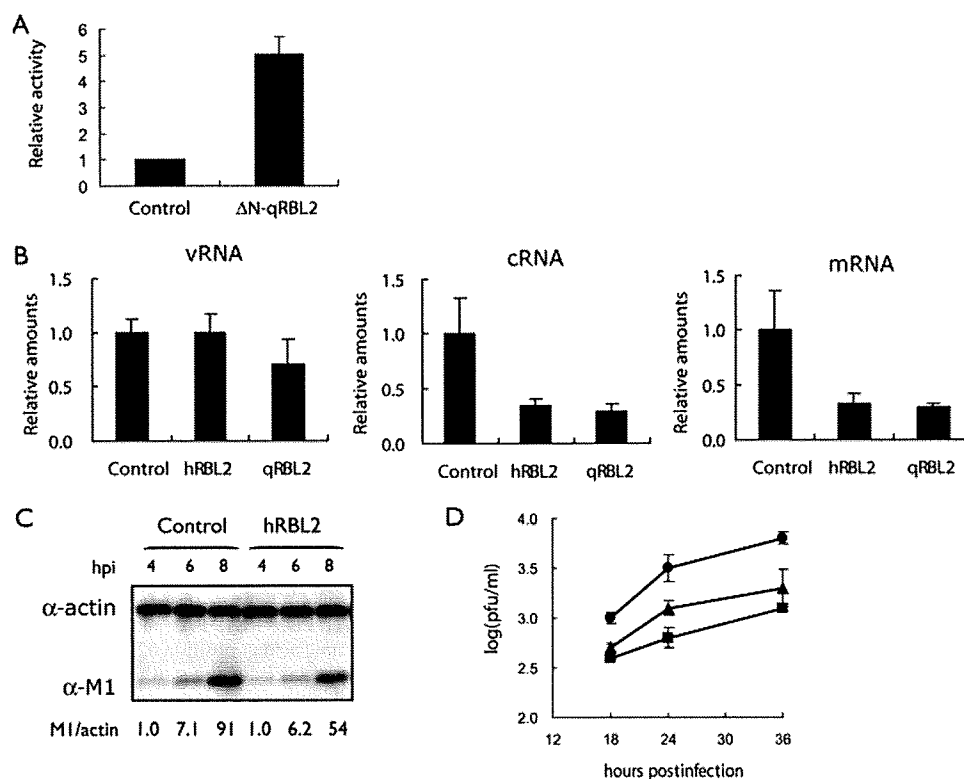 A
Relative activity
6
5
4
3
2
1
0
Control ΔN-qRBL2
B
vRNA
Relative amounts
1.5
1.0
0.5
0.0
Control hRBL2 qRBL2
cRNA
Relative amounts
1.5
1.0
0.5
0.0
Control hRBL2 qRBL2
mRNA
Relative amounts
1.5
1.0
0.5
0.0
Control hRBL2 qRBL2
C
Control hRBL2
hpi 4 6 8 4 6 8
α-actin
α-M1
M1/actin 1.0 7.1 91 1.0 6.2 54
D
log(pfu/ml)
4.0
3.5
3.0
2.5
2.0
12 18 24 30 36
hours postinfection